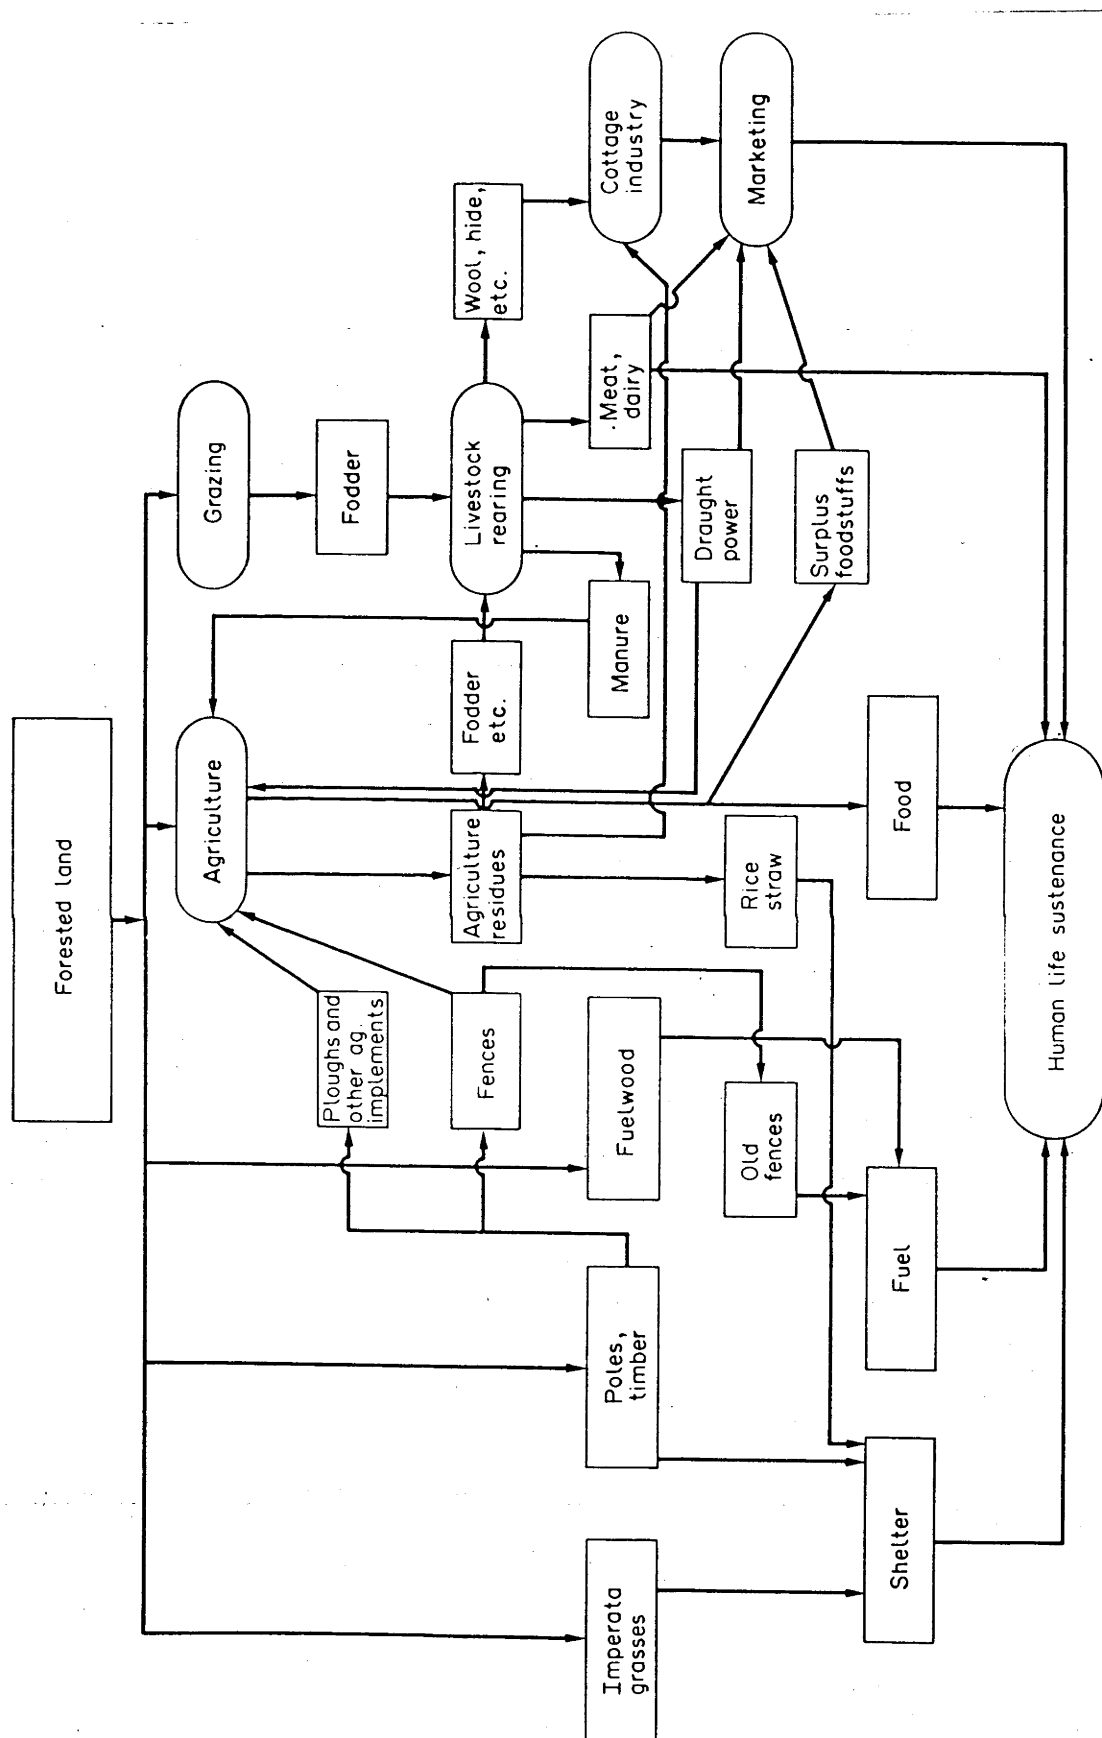 Forested land
Agriculture
Grazing
Ploughs and
other ag.
implements
Fodder
Fences
Agriculture
residues
Fodder
etc.
Livestock
rearing
Wool, hide,
etc.
Imperata
grasses
Poles,
timber
Fuelwood
Manure
Meat,
dairy
Cottage
industry
Old
fences
Rice
straw
Draught
power
Marketing
Surplus
foodstuffs
Shelter
Fuel
Food
Human life sustenance